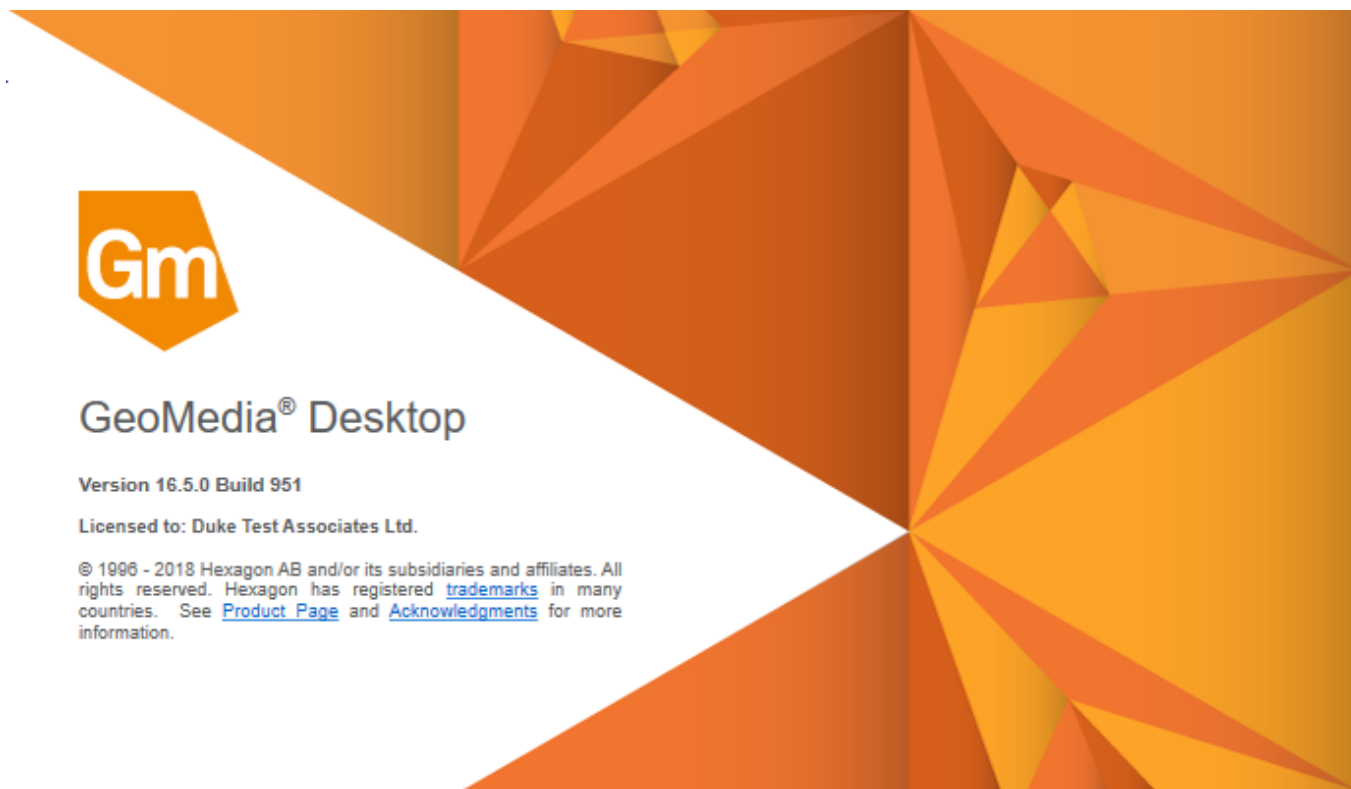 Gm
GeoMedia® Desktop
Version 16.5.0 Build 951
Licensed to: Duke Test Associates Ltd.
© 1996 - 2018 Hexagon AB and/or its subsidiaries and affiliates. All
rights reserved. Hexagon has registered trademarks in many
countries. See Product Page and Acknowledgments for more
information.